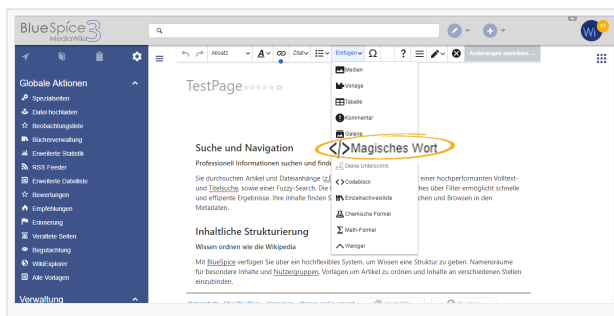 BlueSpice3
MediaWiki
Absatz
A
Zitat
Einfügen
Ω
?
Änderungen speichern ...
WI
Globale Aktionen
Spezialseiten
Datei hochladen
Beobachtungsliste
Bücherverwaltung
Erweiterte Statistik
RSS Feeder
Erweiterte Dateiliste
Bewertungen
Empfehlungen
Erinnerung
Veraltete Seiten
Begutachtung
WikiExplorer
Alle Vorlagen
Verwaltung
TestPage
Medien
Vorlage
Tabelle
Kommentar
Galerie
</>Magisches Wort
Deine Unterschrift
Codeblock
Einzelnachweisliste
Chemische Formel
Math-Formel
Weniger
Suche und Navigation
Professionell Informationen suchen und finde
Sie durchsuchen Artikel und Dateianhänge (z.B einer hochperformanten Volltext-
und Titelsuche, sowie einer Fuzzy-Search. Die hes über Filter ermöglicht schnelle
und effiziente Ergebnisse. Ihre Inhalte finden S chen und Browsen in den
Metadaten.
Inhaltliche Strukturierung
Wissen ordnen wie die Wikipedia
Mit BlueSpice verfügen Sie über ein hochflexibles System, um Wissen eine Struktur zu geben. Namensräume
für besondere Inhalte und Nutzergruppen, Vorlagen um Artikel zu ordnen und Inhalte an verschiedenen Stellen
einzubinden.